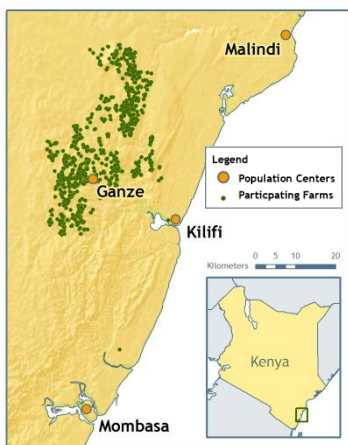 Malindi
Legend
Population Centers
Particpating Farms
Ganze
Kilifi
Kilometers 0 5 10 20
Kenya
Mombasa